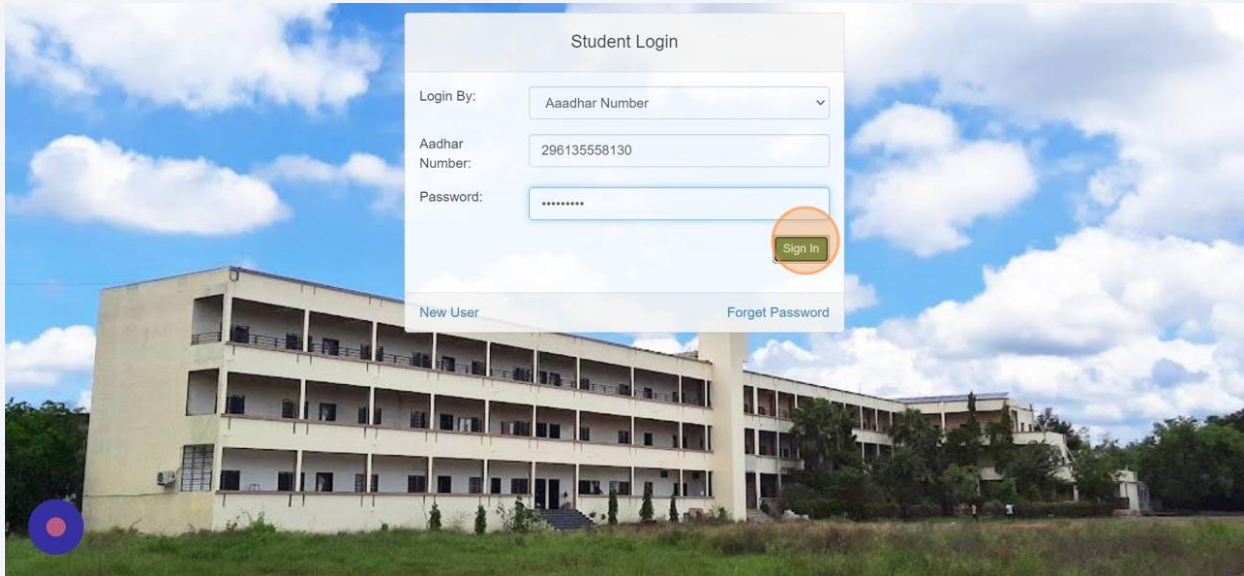 Student Login
Login By:
Aaadhar Number
Aadhar
Number:
296135558130
Password:
•••••••••
Sign In
New User
Forget Password